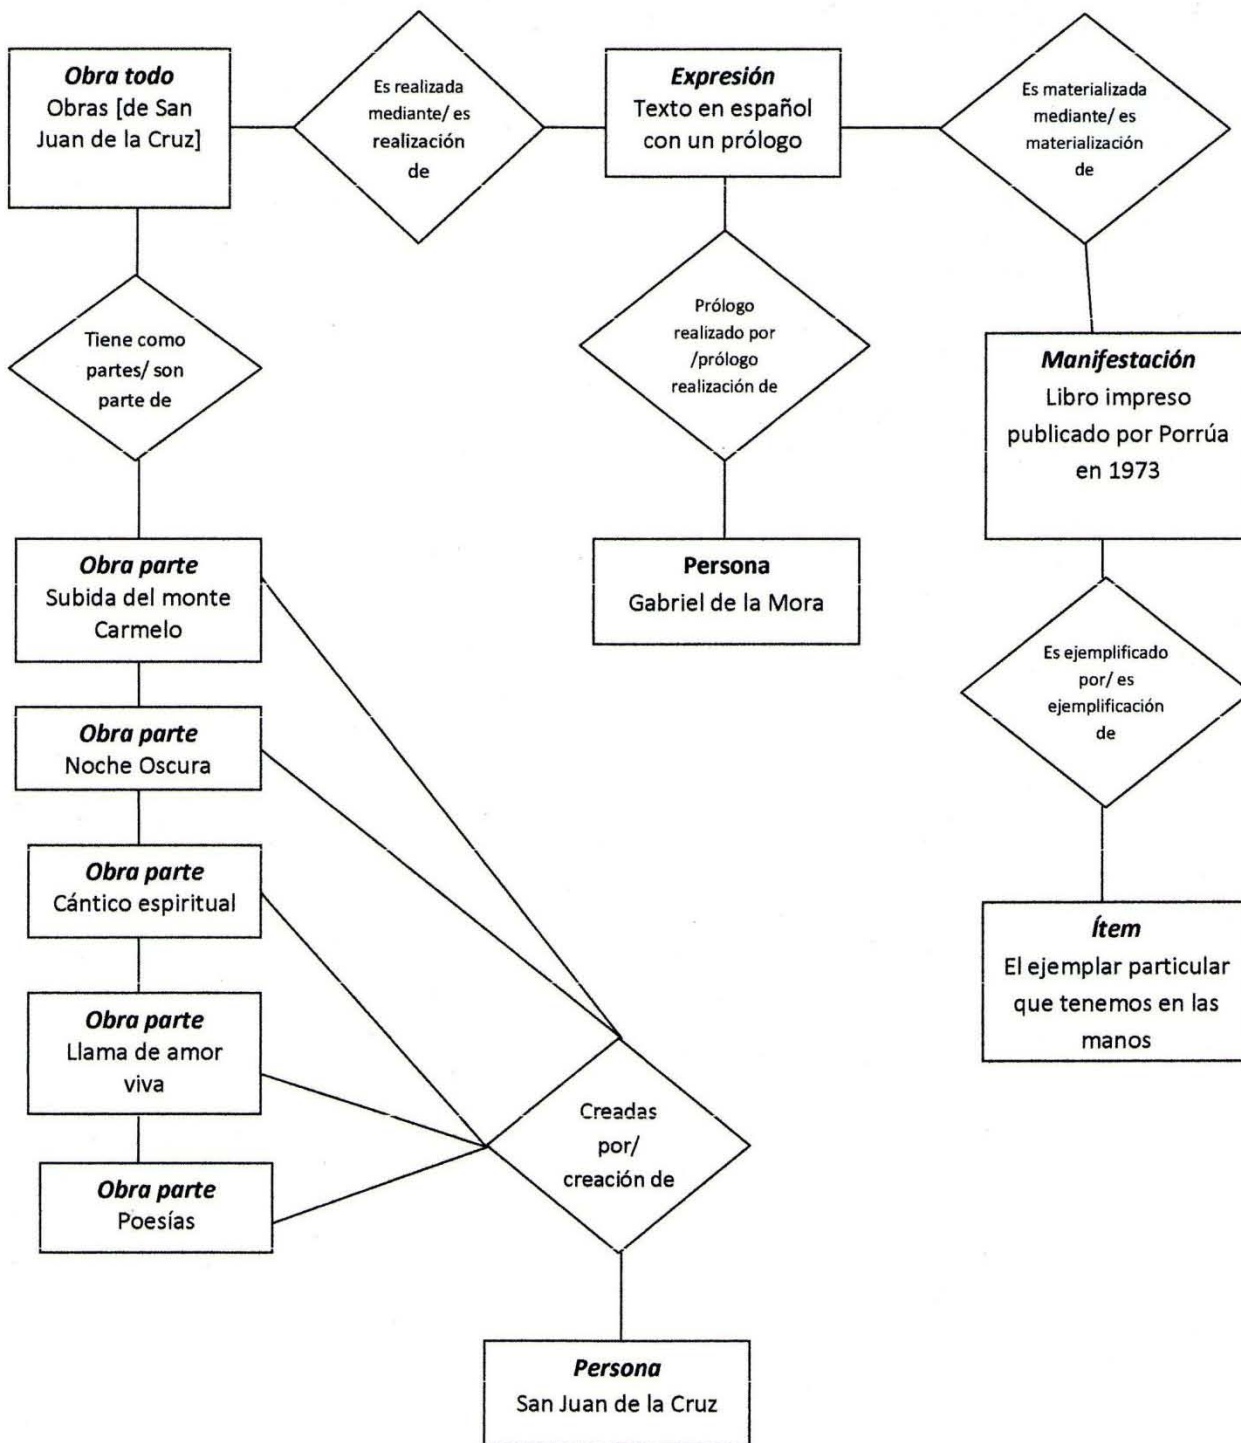 Obra todo
Obras [de San
Juan de la Cruz]
Es realizada
mediante/ es
realización
de
Expresión
Texto en español
con un prólogo
Es materializada
mediante/ es
materialización
de
Tiene como
partes/ son
parte de
Prólogo
realizado por
/prólogo
realización de
Manifestación
Libro impreso
publicado por Porrúa
en 1973
Obra parte
Subida del monte
Carmelo
Persona
Gabriel de la Mora
Es ejemplificado
por/ es
ejemplificación
de
Obra parte
Noche Oscura
Obra parte
Cántico espiritual
Ítem
El ejemplar particular
que tenemos en las
manos
Obra parte
Llama de amor
viva
Creadas
por/
creación de
Obra parte
Poesías
Persona
San Juan de la Cruz